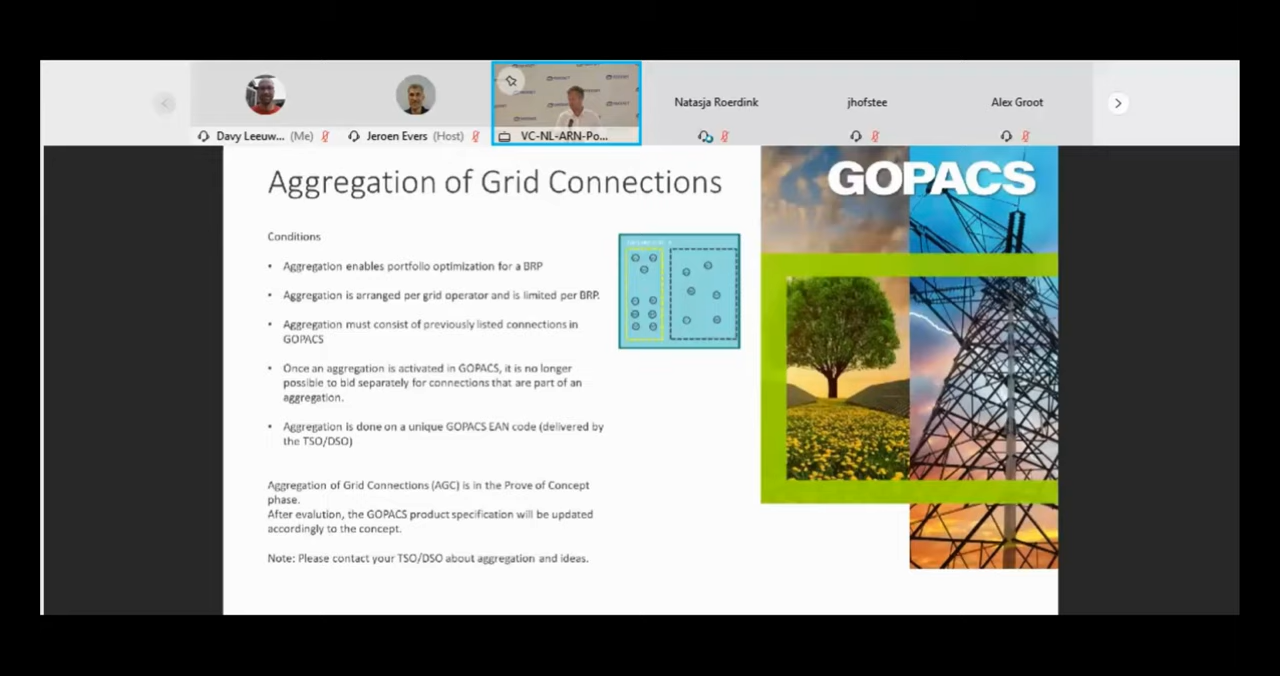 Natasja Roerdink
jhofstee
Alex Groot
Davy Leeuw... (Me)
Jeroen Evers (Host)
VC-NL-ARN-Po...
Aggregation of Grid Connections
GOPACS
Conditions
• Aggregation enables portfolio optimization for a BRP
• Aggregation is arranged per grid operator and is limited per BRP.
• Aggregation must consist of previously listed connections in
GOPACS
• Once an aggregation is activated in GOPACS, it is no longer
possible to bid separately for connections that are part of an
aggregation.
• Aggregation is done on a unique GOPACS EAN code (delivered by
the TSO/DSO)
Aggregation of Grid Connections (AGC) is in the Prove of Concept
phase.
After evalution, the GOPACS product specification will be updated
accordingly to the concept.
Note: Please contact your TSO/DSO about aggregation and ideas.